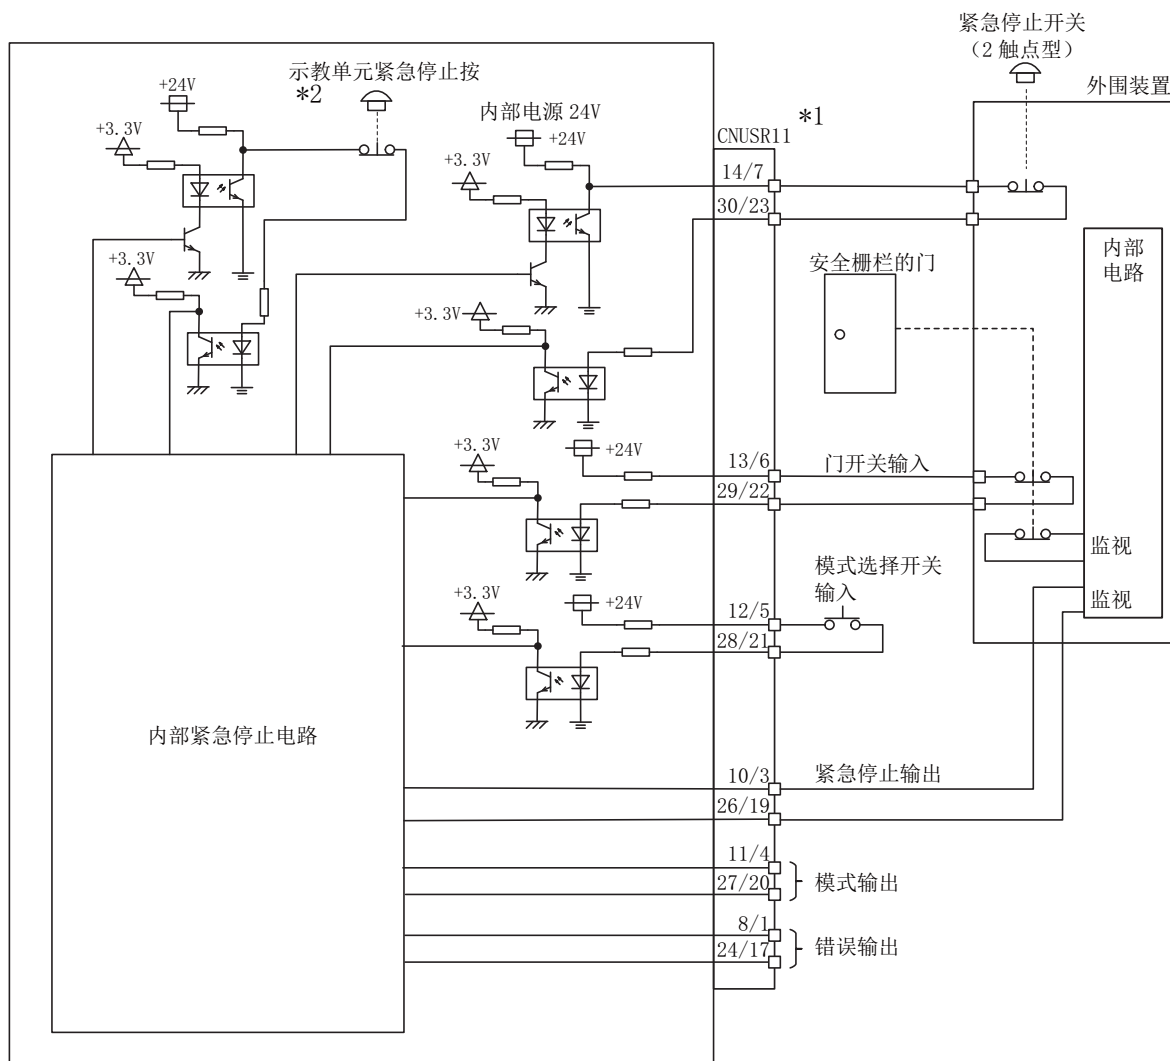 紧急停止开关
（2 触点型）
外围装置
示教单元紧急停止按
*2
+24V
+3.3V
内部电源 24V
+24V
*1
CNUSR11
+3.3V
14/7
30/23
+3.3V
安全栅栏的门
内部
电路
+3.3V
+3.3V
+24V
13/6
门开关输入
29/22
监视
模式选择开关
输入
+3.3V
+24V
12/5
监视
28/21
内部紧急停止电路
10/3
紧急停止输出
26/19
11/4
27/20
模式输出
8/1
24/17
错误输出